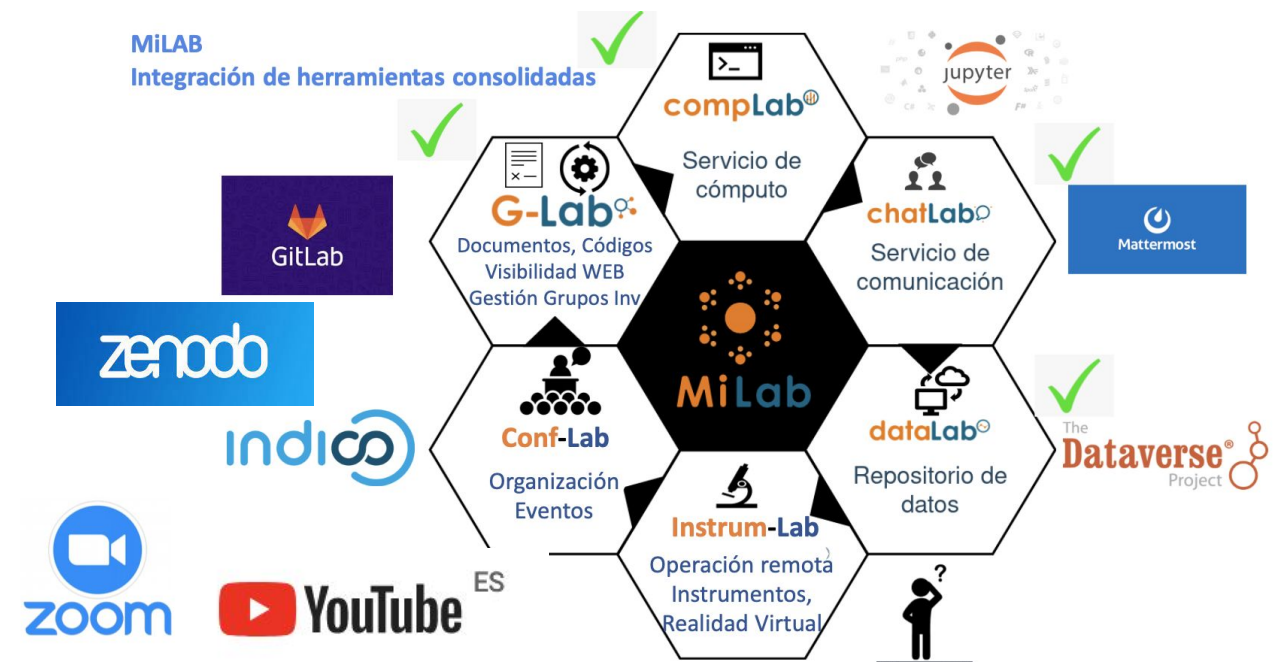 MiLAB
Integración de herramientas consolidadas
>_
compLab
Servicio de
cómputo
Jupyter
G-Lab
Documentos, Códigos
Visibilidad WEB
Gestión Grupos Inv.
GitLab
chatLab
Servicio de
comunicación
Mattermost
zenodo
MiLab
indico
Conf-Lab
Organización
Eventos
dataLab
Repositorio de
datos
The
Dataverse®
Project
Instrum-Lab
Operación remota
Instrumentos,
Realidad Virtual
zoom
YouTube ES
?